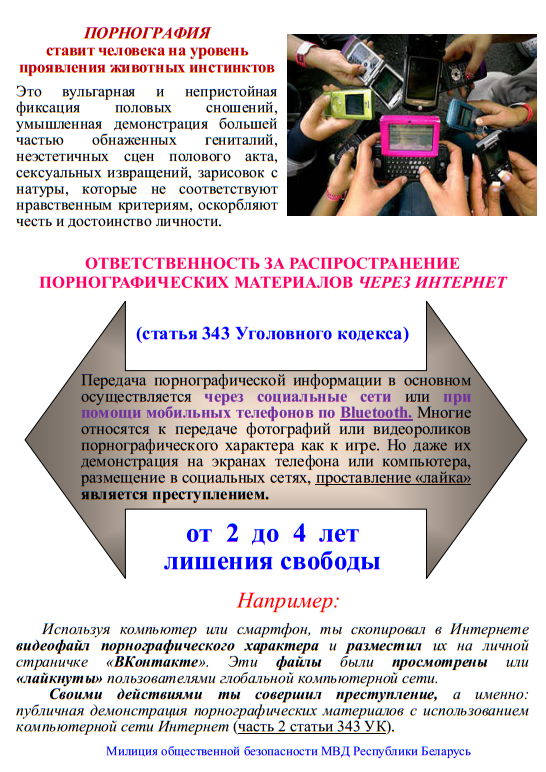 ПОРНОГРАФИЯ
ставит человека на уровень
проявления животных инстинктов
Это вульгарная и непристойная
фиксация половых сношений,
умышленная демонстрация большей
частью обнаженных гениталий,
неэстетичных сцен полового акта,
сексуальных извращений, зарисовок с
натуры, которые не соответствуют
нравственным критериям, оскорбляют
честь и достоинство личности.
ОТВЕТСТВЕННОСТЬ ЗА РАСПРОСТРАНЕНИЕ
ПОРНОГРАФИЧЕСКИХ МАТЕРИАЛОВ ЧЕРЕЗ ИНТЕРНЕТ
(статья 343 Уголовного кодекса)
Передача порнографической информации в основном
осуществляется через социальные сети или при
помощи мобильных телефонов по Bluetooth. Многие
относятся к передаче фотографий или видеороликов
порнографического характера как к игре. Но даже их
демонстрация на экранах телефона или компьютера,
размещение в социальных сетях, проставление «лайка»
является преступлением.
от 2 до 4 лет
лишения свободы
Например:
Используя компьютер или смартфон, ты скопировал в Интернете
видеофайл порнографического характера и разместил их на личной
страничке «ВКонтакте». Эти файлы были просмотрены или
«лайкнуты» пользователями глобальной компьютерной сети.
Своими действиями ты совершил преступление, а именно:
публичная демонстрация порнографических материалов с использованием
компьютерной сети Интернет (часть 2 статьи 343 УК).
Милиция общественной безопасности МВД Республики Беларусь